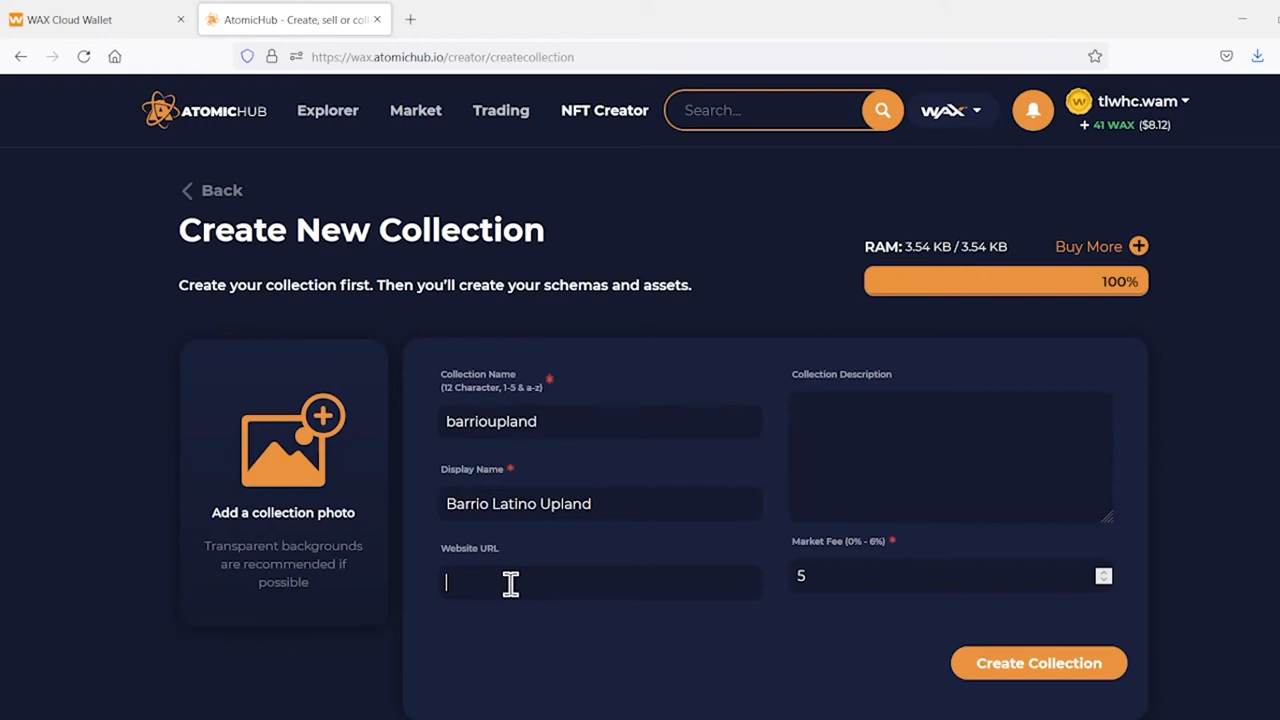 WAX Cloud Wallet
AtomicHub - Create, sell or coll
https://wax.atomichub.io/creator/createcollection
ATOMICHUB
Explorer
Market
Trading
NFT Creator
Search...
WAX
tlwhc.wam
+ 41 WAX ($8.12)
Back
Create New Collection
RAM: 3.54 KB / 3.54 KB
Buy More
Create your collection first. Then you'll create your schemas and assets.
100%
Add a collection photo
Transparent backgrounds
are recommended if
possible
Collection Name
(12 Character, 1-5 & a-z) *
barrioupland
Display Name *
Barrio Latino Upland
Website URL
Collection Description
Market Fee (0% - 6%) *
5
Create Collection